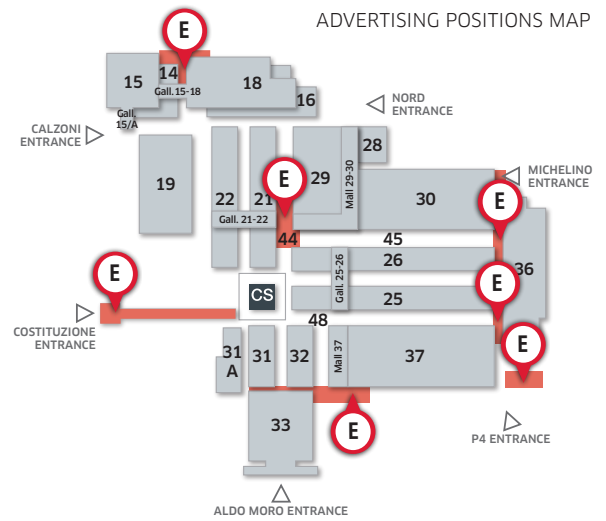 ADVERTISING POSITIONS MAP
E
14
15
18
Gall. 15-18
16
Gall.
15/A
NORD
ENTRANCE
CALZONI
ENTRANCE
28
MICHELINO
ENTRANCE
19
22
21
E
29
Mall 29-30
30
E
Gall. 21-22
44
45
36
26
Gall. 25-26
E
CS
25
E
COSTITUZIONE
ENTRANCE
48
31
A
31
32
Mall 37
37
E
33
E
P4 ENTRANCE
ALDO MORO ENTRANCE